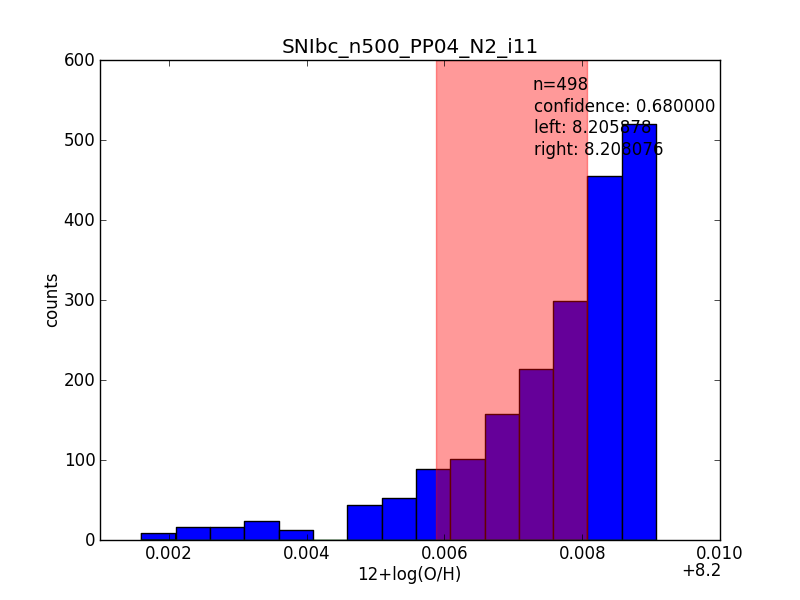 SNIbc_n500_PP04_N2_i11
600
500
400
300
200
100
0
counts
n=498
confidence: 0.680000
left: 8.205878
right: 8.208076
0.002 0.004 0.006 0.008 0.010
12+log(O/H)
+8.2